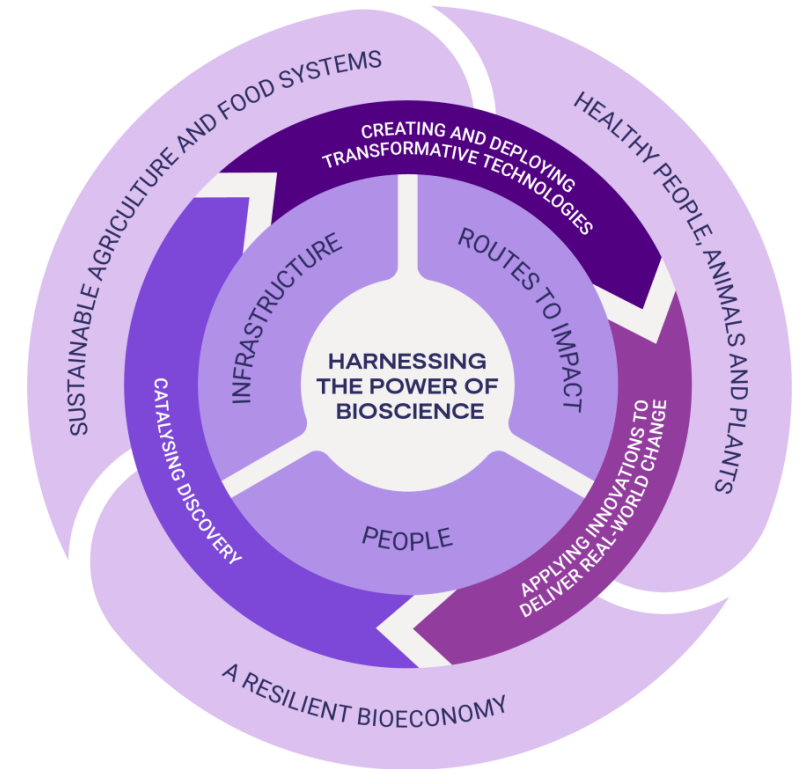 SUSTAINABLE AGRICULTURE AND FOOD SYSTEMS
HEALTHY PEOPLE, ANIMALS AND PLANTS
A RESILIENT BIOECONOMY
CREATING AND DEPLOYING
TRANSFORMATIVE TECHNOLOGIES
APPLYING INNOVATIONS TO
DELIVER REAL-WORLD CHANGE
CATALYSING DISCOVERY
INFRASTRUCTURE
ROUTES TO IMPACT
PEOPLE
HARNESSING
THE POWER OF
BIOSCIENCE